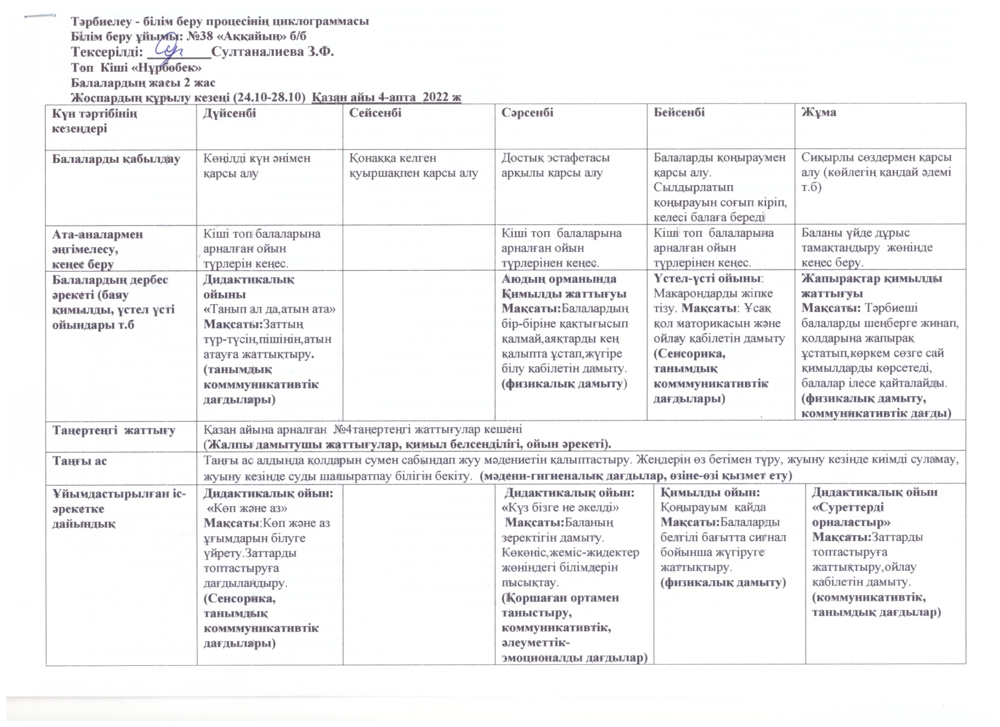 Тәрбиелеу - білім беру процесінің циклограммасы
Білім беру ұйымы: №38 «Аққайың» б/б
Тексерілді: __________Султаналиева З.Ф.
Топ Кіші «Нұрбөбек»
Балалардың жасы 2 жас
Жоспардың құрылу кезеңі (24.10-28.10) Қазан айы 4-апта 2022 ж
Күн тәртібінің
кезеңдері
Дүйсенбі
Сейсенбі
Сәрсенбі
Бейсенбі
Жұма
Балаларды қабылдау
Көңілді күн әнімен
қарсы алу
Қонаққа келген
қуыршақпен қарсы алу
Достық эстафетасы
арқылы қарсы алу
Балаларды қоңыраумен
қарсы алу.
Сылдырлатып
қоңырауын соғып кіріп,
келесі балаға береді
Сиқырлы сөздермен қарсы
алу (көйлегің қандай әдемі
т.б)
Ата-аналармен
әңгімелесу,
кеңес беру
Кіші топ балаларына
арналған ойын
түрлерін кеңес.
Кіші топ балаларына
арналған ойын
түрлерінен кеңес.
Кіші топ балаларына
арналған ойын
түрлерінен кеңес.
Баланы үйде дұрыс
тамақтандыру жөнінде
кеңес беру.
Балалардың дербес
әрекеті (баяу
қимылды, үстел үсті
ойындары т.б
Дидактикалық
ойыны
«Танып ал да,атын ата»
Мақсаты:Заттың
түр-түсін,пішінін,атын
атауға жаттықтыру.
(танымдық
комммуникативтік
дағдылары)
Аюдың орманында
Қимылды жаттығуы
Мақсаты:Балалардың
бір-біріне қақтығысып
қалмай,аяқтарды кең
қалыпта ұстап,жүгіре
білу қабілетін дамыту.
(физикалық дамыту)
Үстел-үсті ойыны:
Макарондарды жіпке
тізу. Мақсаты: Ұсақ
қол маторикасын және
ойлау қабілетін дамыту
(Сенсорика,
танымдық
комммуникативтік
дағдылары)
Жапырақтар қимылды
жаттығуы
Мақсаты: Тәрбиеші
балаларды шеңберге жинап,
қолдарына жапырақ
ұстатып,көркем сөзге сай
қимылдарды көрсетеді,
балалар ілесе қайталайды.
(физикалық дамыту,
коммуникативтік дағды)
Таңертеңгі жаттығу
Қазан айына арналған №4таңертеңгі жаттығулар кешені
(Жалпы дамытушы жаттығулар, қимыл белсенділігі, ойын әрекеті).
Таңғы ас
Таңғы ас алдында қолдарын сумен сабындап жуу мәдениетін қалыптастыру. Жеңдерін өз бетімен түру, жуыну кезінде киімді суламау,
жуыну кезінде суды шашыратпау білігін бекіту. (мәдени-гигиеналық дағдылар, өзіне-өзі қызмет ету)
Ұйымдастырылған іс-
әрекетке
дайындық
Дидактикалық ойын:
«Көп және аз»
Мақсаты:Көп және аз
ұғымдарын білуге
үйрету.Заттарды
топтастыруға
дағдыландыру.
(Сенсорика,
танымдық
комммуникативтік
дағдылары)
Дидактикалық ойын:
«Күз бізге не әкелді»
Мақсаты:Баланың
зеректігін дамыту.
Көкөніс,жеміс-жидектер
жөніндегі білімдерін
пысықтау.
(Қоршаған ортамен
таныстыру,
коммуникативтік,
әлеуметтік-
эмоционалды дағдылар)
Қимылды ойын:
Қоңырауым қайда
Мақсаты:Балаларды
белгілі бағытта сигнал
бойынша жүгіруге
жаттықтыру.
(физикалық дамыту)
Дидактикалық ойын
«Суреттерді
орналастыр»
Мақсаты:Заттарды
топтастыруға
жаттықтыру,ойлау
қабілетін дамыту.
(коммуникативтік,
танымдық дағдылар)